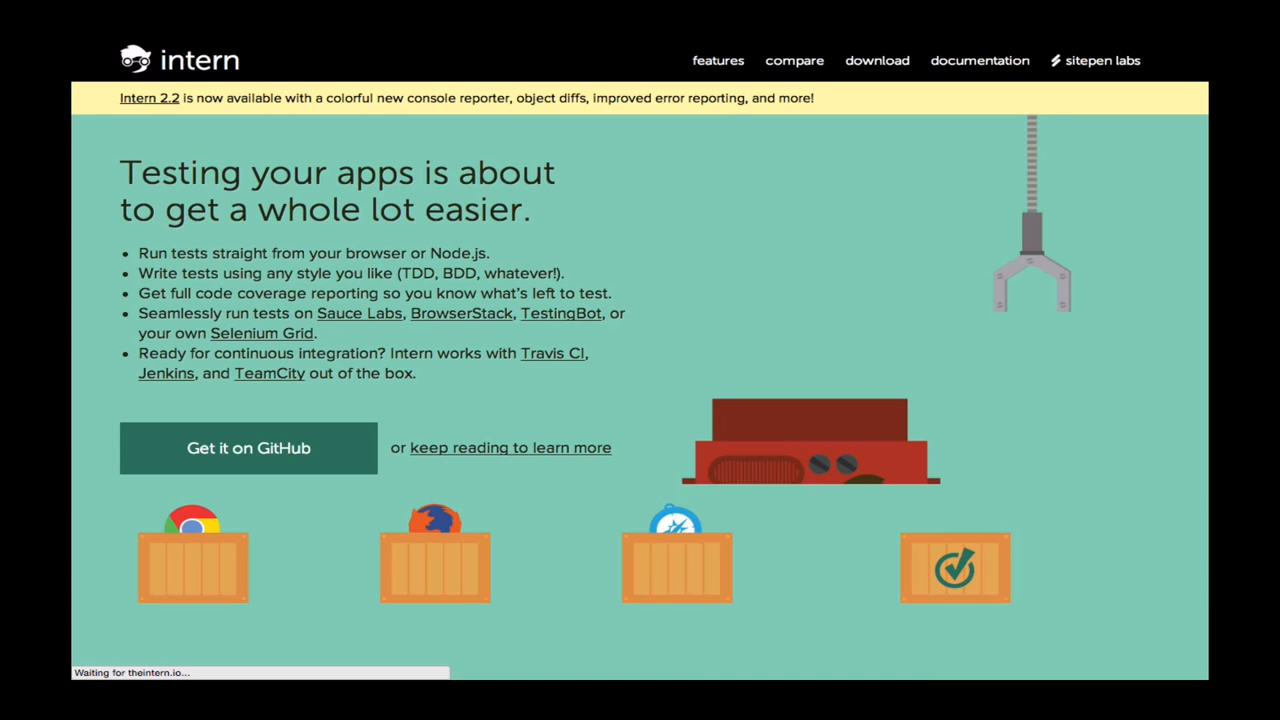 intern
features compare download documentation sitepen labs
Intern 2.2 is now available with a colorful new console reporter, object diffs, improved error reporting, and more!
Testing your apps is about
to get a whole lot easier.
• Run tests straight from your browser or Node.js.
• Write tests using any style you like (TDD, BDD, whatever!).
• Get full code coverage reporting so you know what's left to test.
• Seamlessly run tests on Sauce Labs, BrowserStack, TestingBot, or
your own Selenium Grid.
• Ready for continuous integration? Intern works with Travis CI,
Jenkins, and TeamCity out of the box.
Get it on GitHub or keep reading to learn more
Waiting for theintern.io...